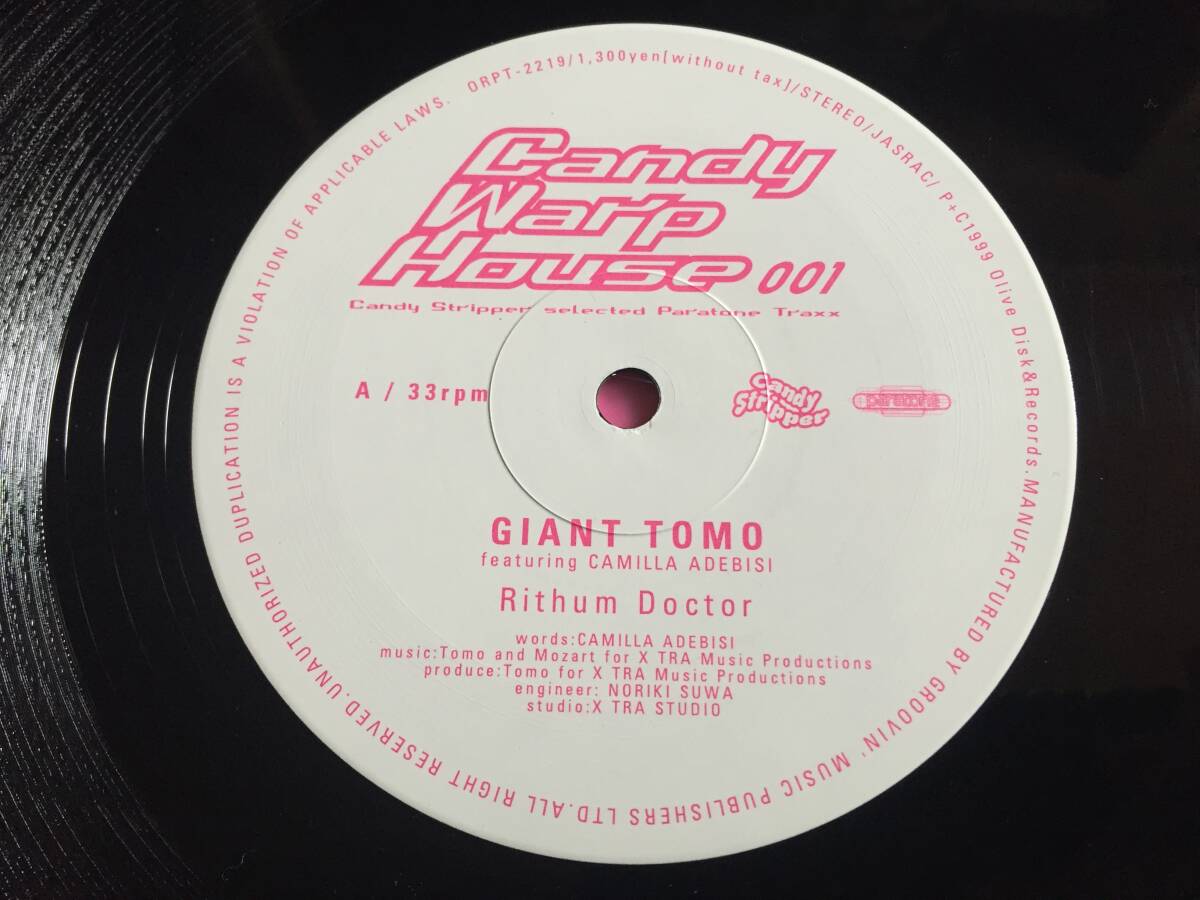 ORPT-2219/1,300yen[without tax]/STEREO/JASRAC/ P+C1999 Olive Disk&Records.MANUFACTURED BY GROOVIN' MUSIC PUBLISHERS LTD.ALL RIGHT RESERVED.UNAUTHORIZED DUPLICATION IS A VIOLATION OF APPLICABLE LAWS.
Candy
Warp
House 001
Candy Stripper selected Paratone Traxx
A / 33rpm
Candy
Stripper
paratone
GIANT TOMO
featuring CAMILLA ADEBISI
Rithum Doctor
words:CAMILLA ADEBISI
music:Tomo and Mozart for X TRA Music Productions
produce:Tomo for X TRA Music Productions
engineer: NORIKI SUWA
studio:X TRA STUDIO